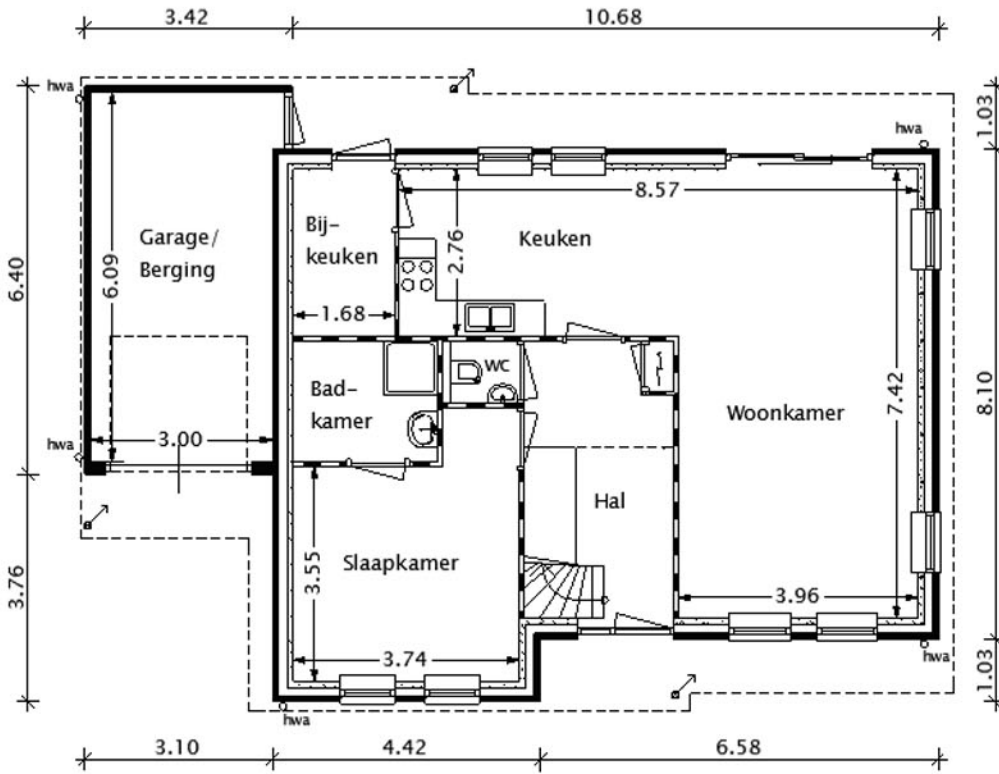 3.42
10.68
hwa
1.03
hwa
8.57
Bij-
keuken
Keuken
Garage/
Berging
2.76
6.09
6.40
1.68
WC
Bad-
kamer
7.42
8.10
Woonkamer
hwa
3.00
Hal
Slaapkamer
3.55
3.76
3.96
3.74
hwa
1.03
hwa
3.10
4.42
6.58